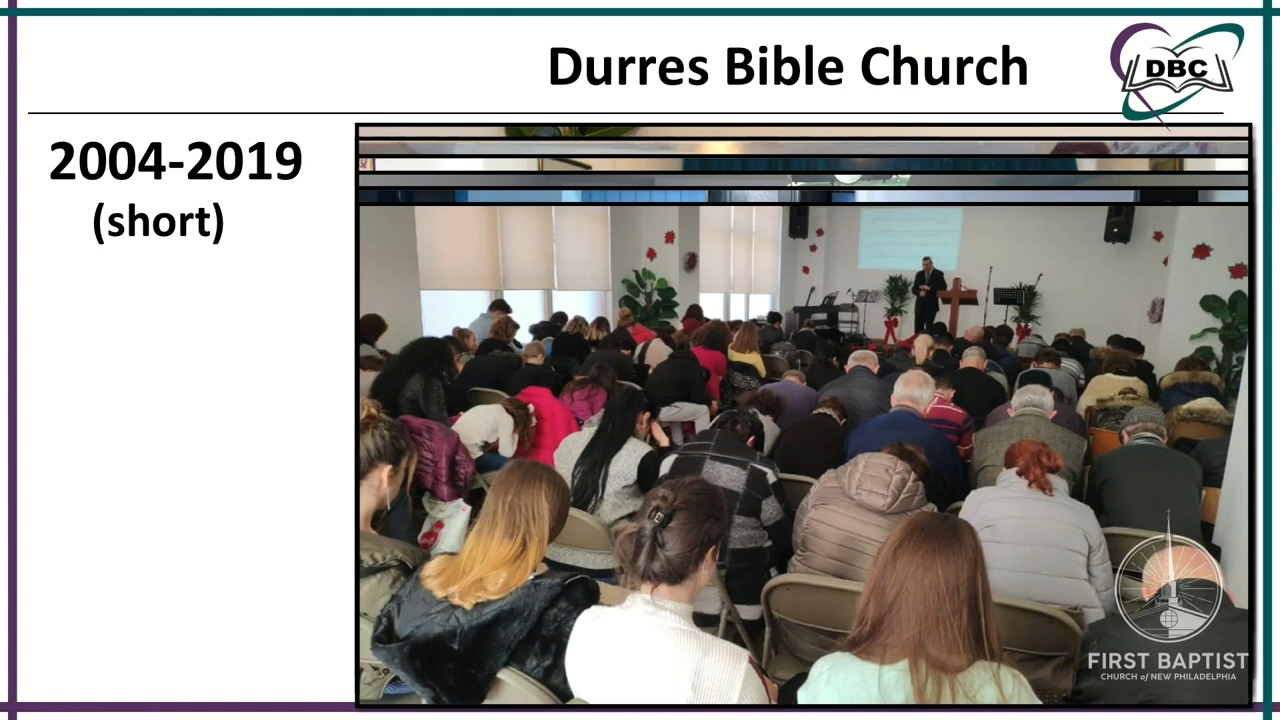 Durres Bible Church
DBC
2004-2019
(short)
FIRST BAPTIST
CHURCH of NEW PHILADELPHIA